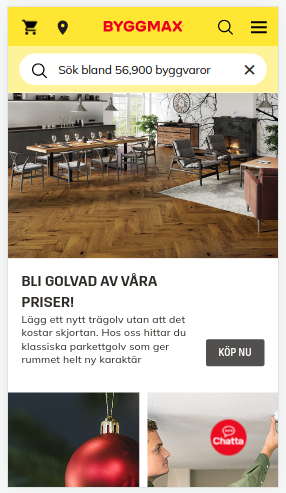 BYGGMAX
Sök bland 56,900 byggvaror
BLI GOLVAD AV VÅRA
PRISER!
Lägg ett nytt trägolv utan att det
kostar skjortan. Hos oss hittar du
klassiska parkettgolv som ger
rummet helt ny karaktär
KÖP NU
Chatta